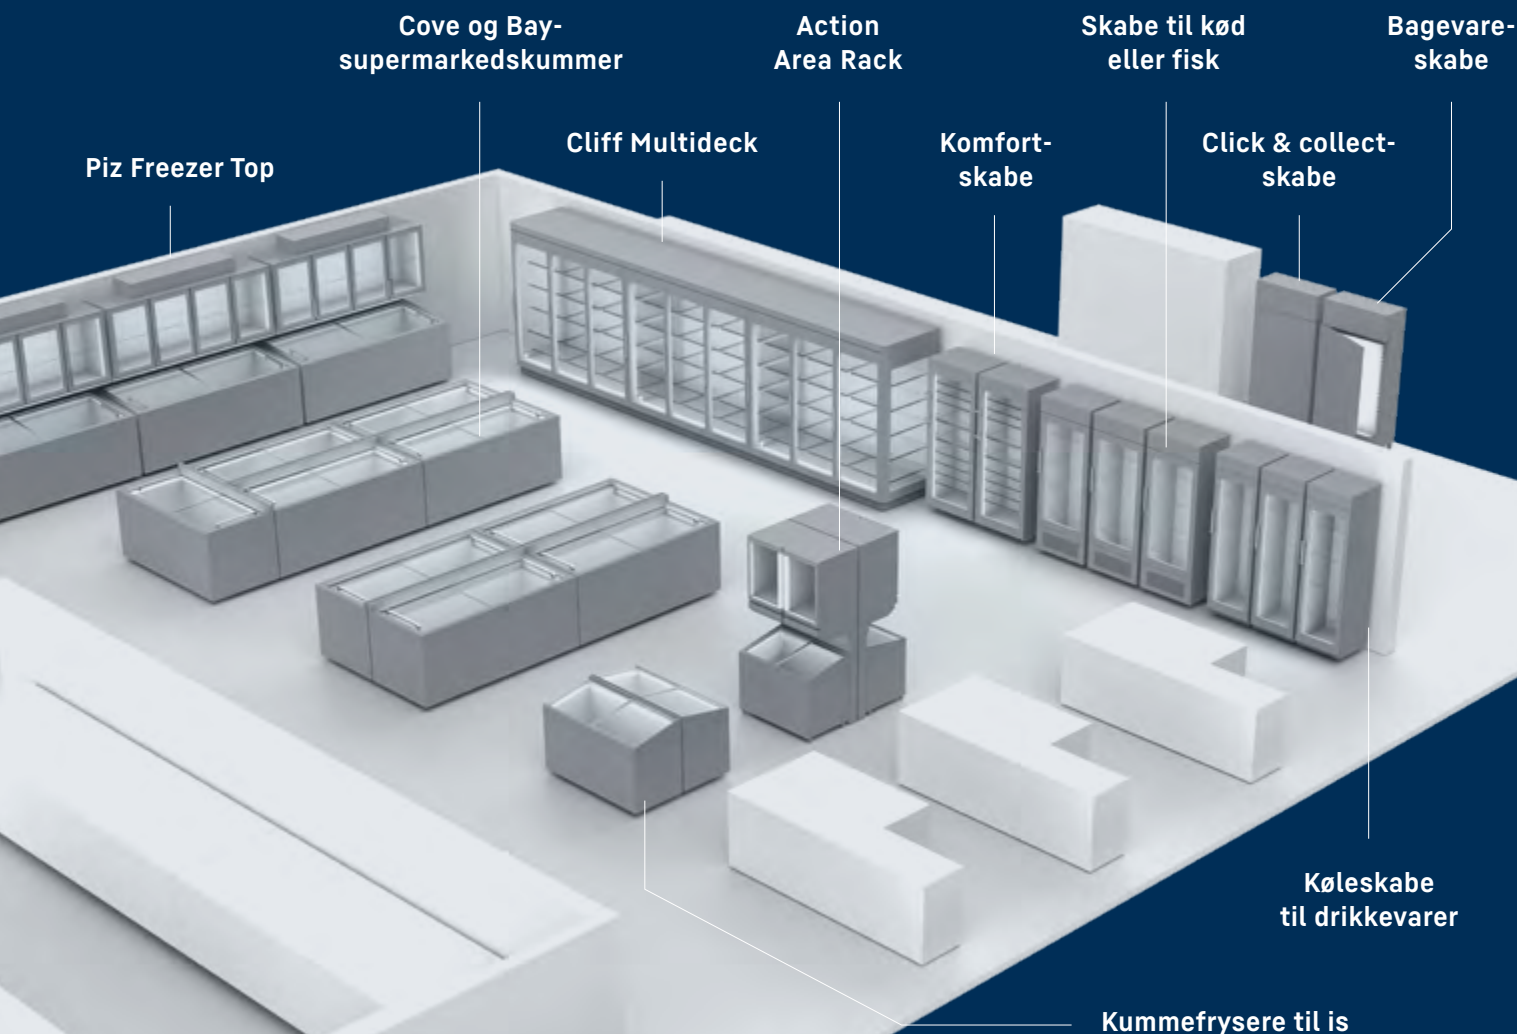 Cove og Bay-
supermarkedskummer
Action
Area Rack
Skabe til kød
eller fisk
Bagevare-
skabe
Piz Freezer Top
Cliff Multideck
Komfort-
skabe
Click & collect-
skabe
Køleskabe
til drikkevarer
Kummefrysere til is